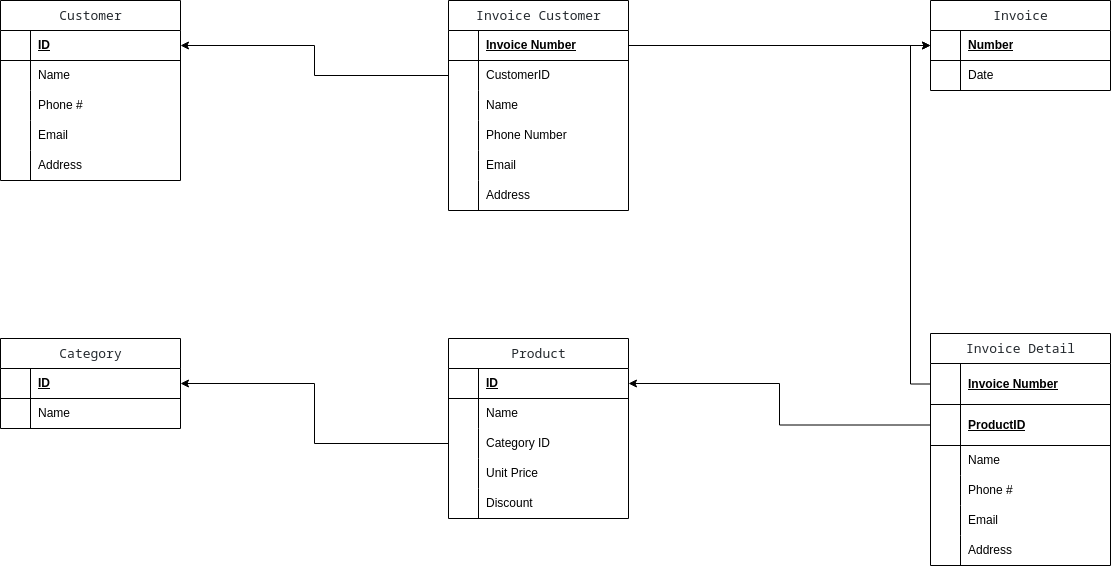 Customer
ID
Name
Phone #
Email
Address
Invoice Customer
Invoice Number
CustomerID
Name
Phone Number
Email
Address
Invoice
Number
Date
Category
ID
Name
Product
ID
Name
Category ID
Unit Price
Discount
Invoice Detail
Invoice Number
ProductID
Name
Phone #
Email
Address